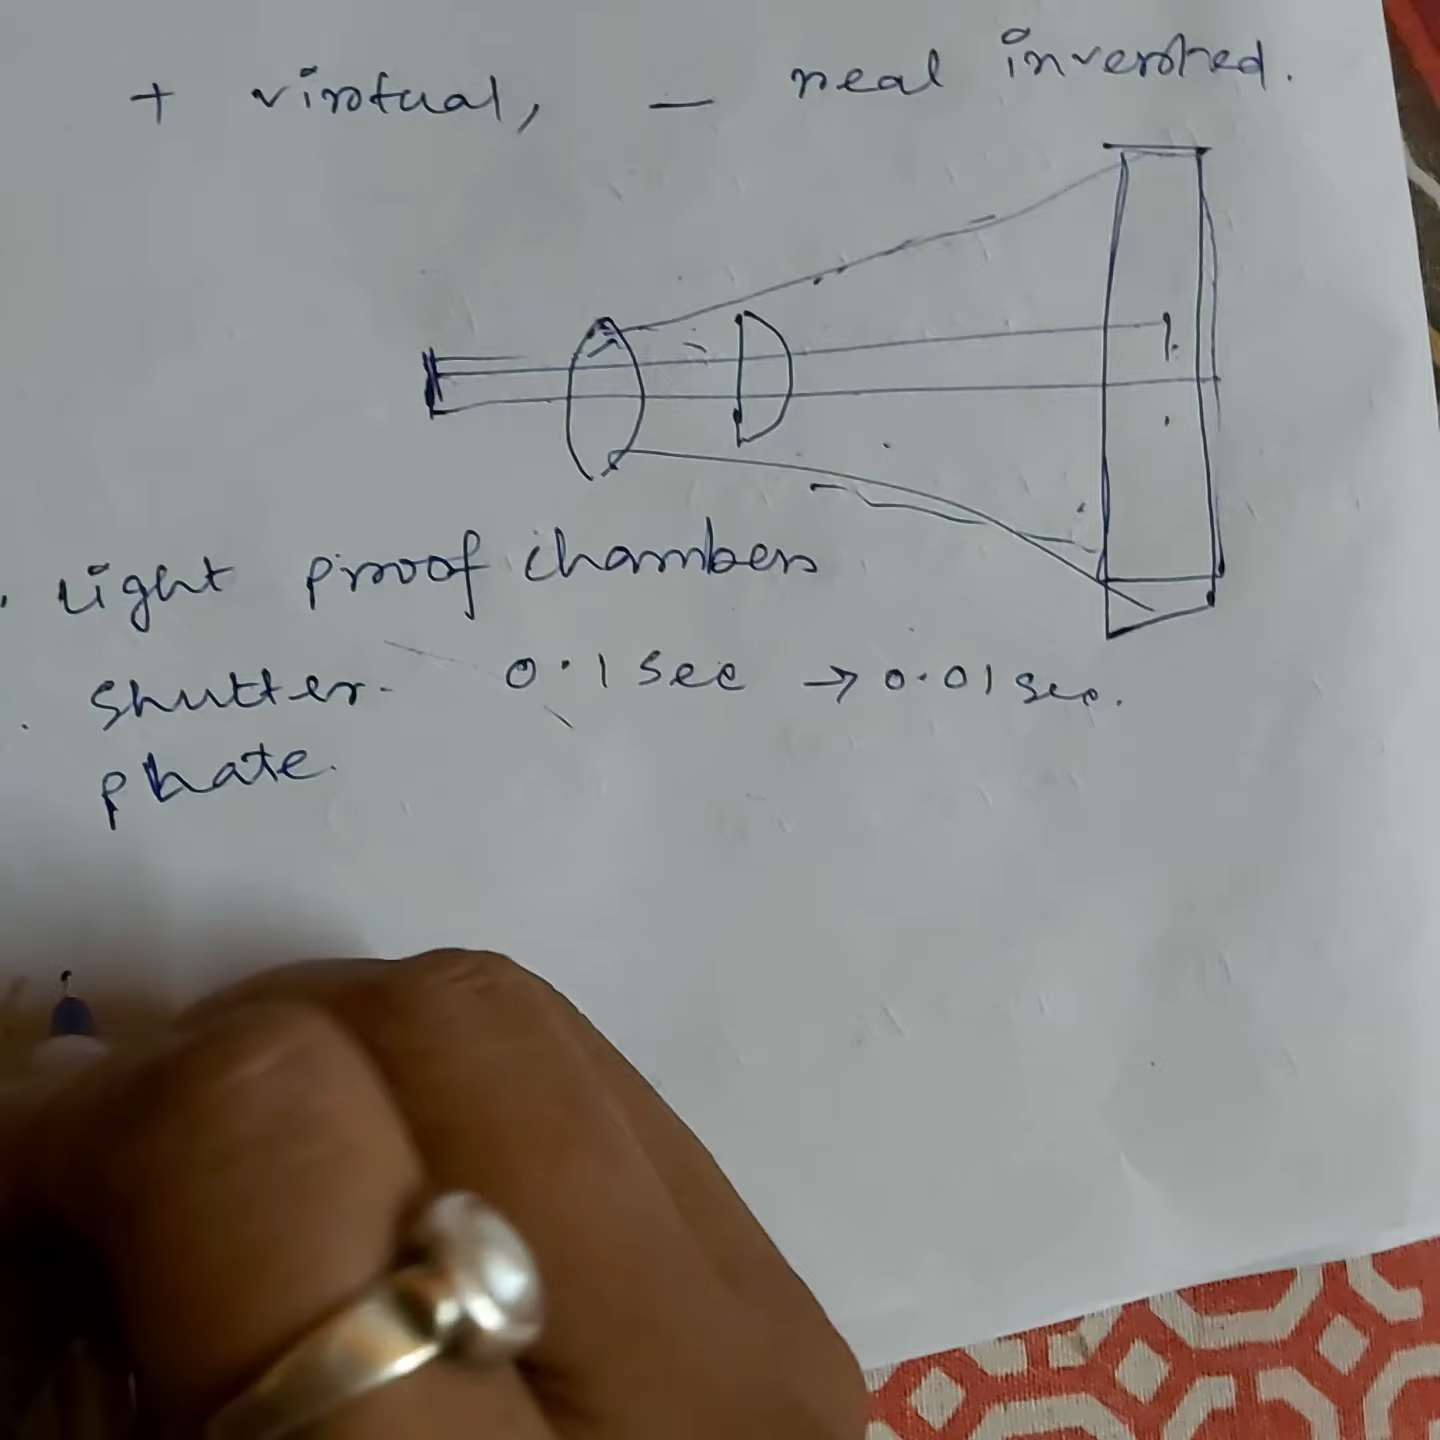 + virtual, — real inverted.
. Light proof chamber
. Shutter. 0.1 sec → 0.01 sec.
plate.